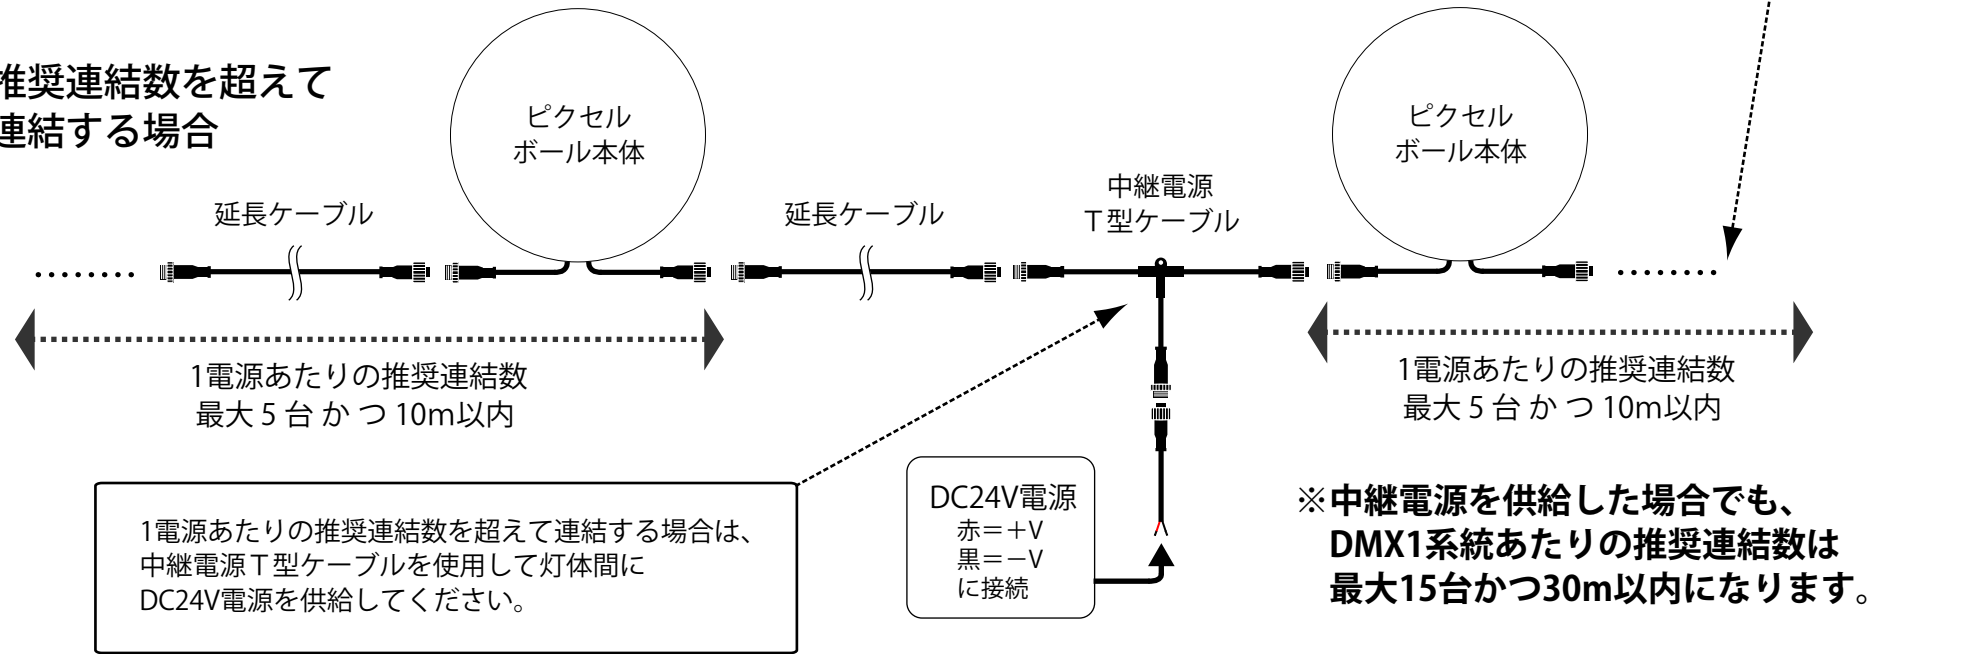 推奨連結数を超えて
連結する場合
ピクセル
ボール本体
ピクセル
ボール本体
延長ケーブル
延長ケーブル
中継電源
T型ケーブル
1電源あたりの推奨連結数
最大 5 台 か つ 10m以内
1電源あたりの推奨連結数
最大 5 台 か つ 10m以内
1電源あたりの推奨連結数を超えて連結する場合は、
中継電源T型ケーブルを使用して灯体間に
DC24V電源を供給してください。
DC24V電源
赤=+V
黒=-V
に接続
※中継電源を供給した場合でも、
DMX1系統あたりの推奨連結数は
最大15台かつ30m以内になります。